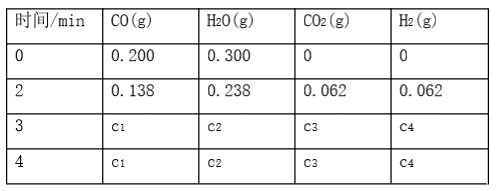 时间/min CO(g) H2O(g) CO2(g) H2(g)
0 0.200 0.300 0 0
2 0.138 0.238 0.062 0.062
3 c1 c2 c3 c4
4 c1 c2 c3 c4